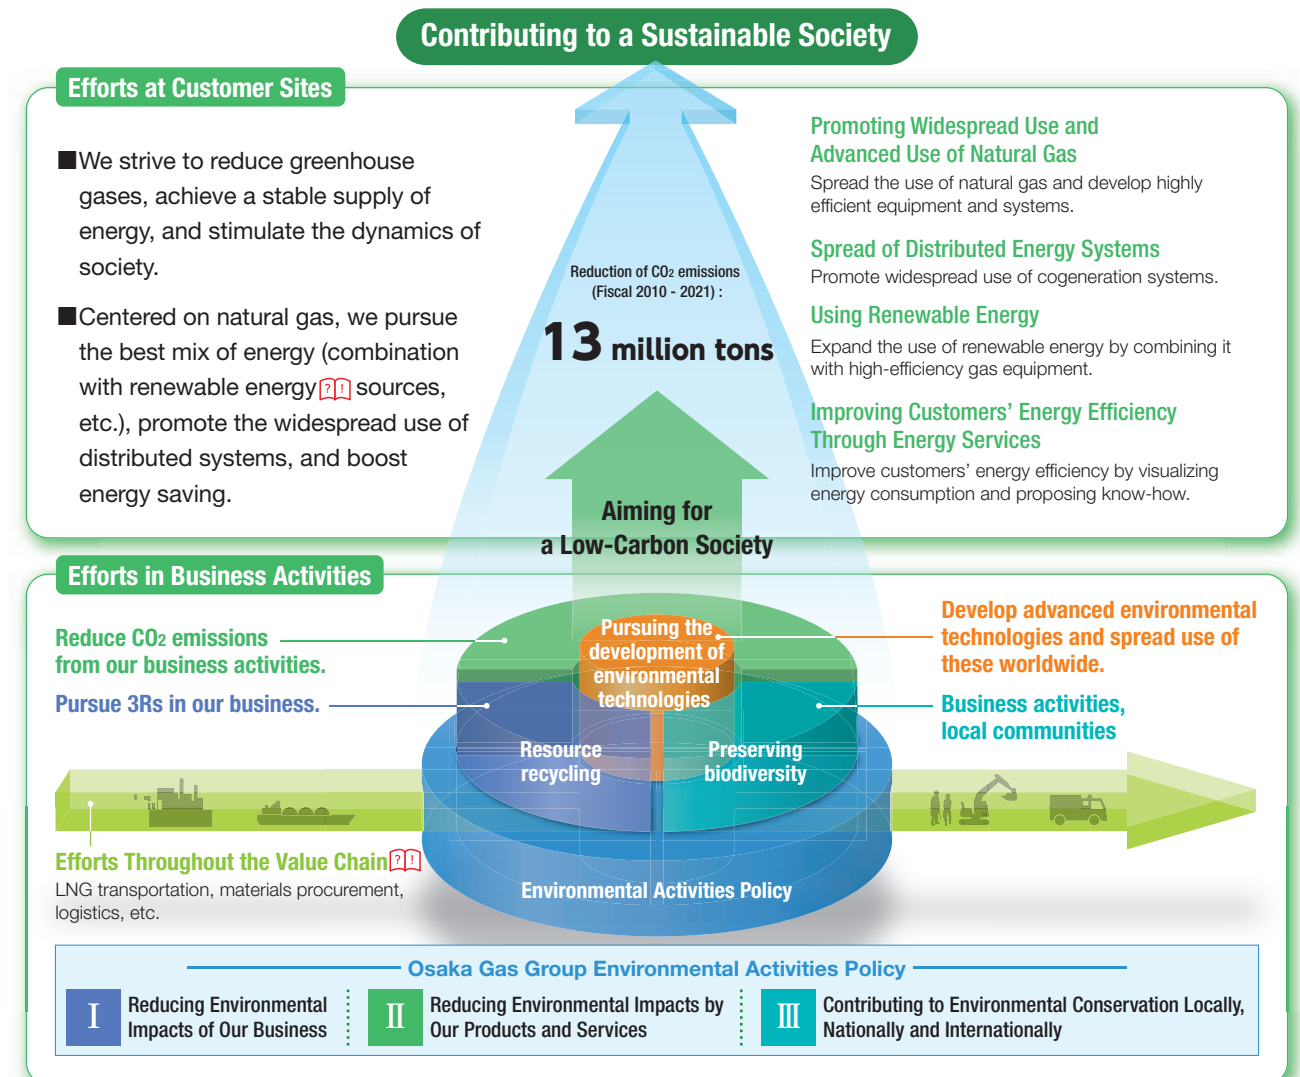 Contributing to a Sustainable Society
Efforts at Customer Sites
■We strive to reduce greenhouse
gases, achieve a stable supply of
energy, and stimulate the dynamics of
society.
■Centered on natural gas, we pursue
the best mix of energy (combination
with renewable energy?! sources,
etc.), promote the widespread use of
distributed systems, and boost
energy saving.
Reduction of CO2 emissions
(Fiscal 2010 - 2021) :
13 million tons
Aiming for
a Low-Carbon Society
Promoting Widespread Use and
Advanced Use of Natural Gas
Spread the use of natural gas and develop highly
efficient equipment and systems.
Spread of Distributed Energy Systems
Promote widespread use of cogeneration systems.
Using Renewable Energy
Expand the use of renewable energy by combining it
with high-efficiency gas equipment.
Improving Customers' Energy Efficiency
Through Energy Services
Improve customers' energy efficiency by visualizing
energy consumption and proposing know-how.
Efforts in Business Activities
Reduce CO2 emissions
from our business activities.
Pursue 3Rs in our business.
Pursuing the
development of
environmental
technologies
Resource
recycling
Preserving
biodiversity
Develop advanced environmental
technologies and spread use of
these worldwide.
Business activities,
local communities
Efforts Throughout the Value Chain?!
LNG transportation, materials procurement,
logistics, etc.
Environmental Activities Policy
Osaka Gas Group Environmental Activities Policy
I
Reducing Environmental
Impacts of Our Business
II
Reducing Environmental Impacts by
Our Products and Services
III
Contributing to Environmental Conservation Locally,
Nationally and Internationally